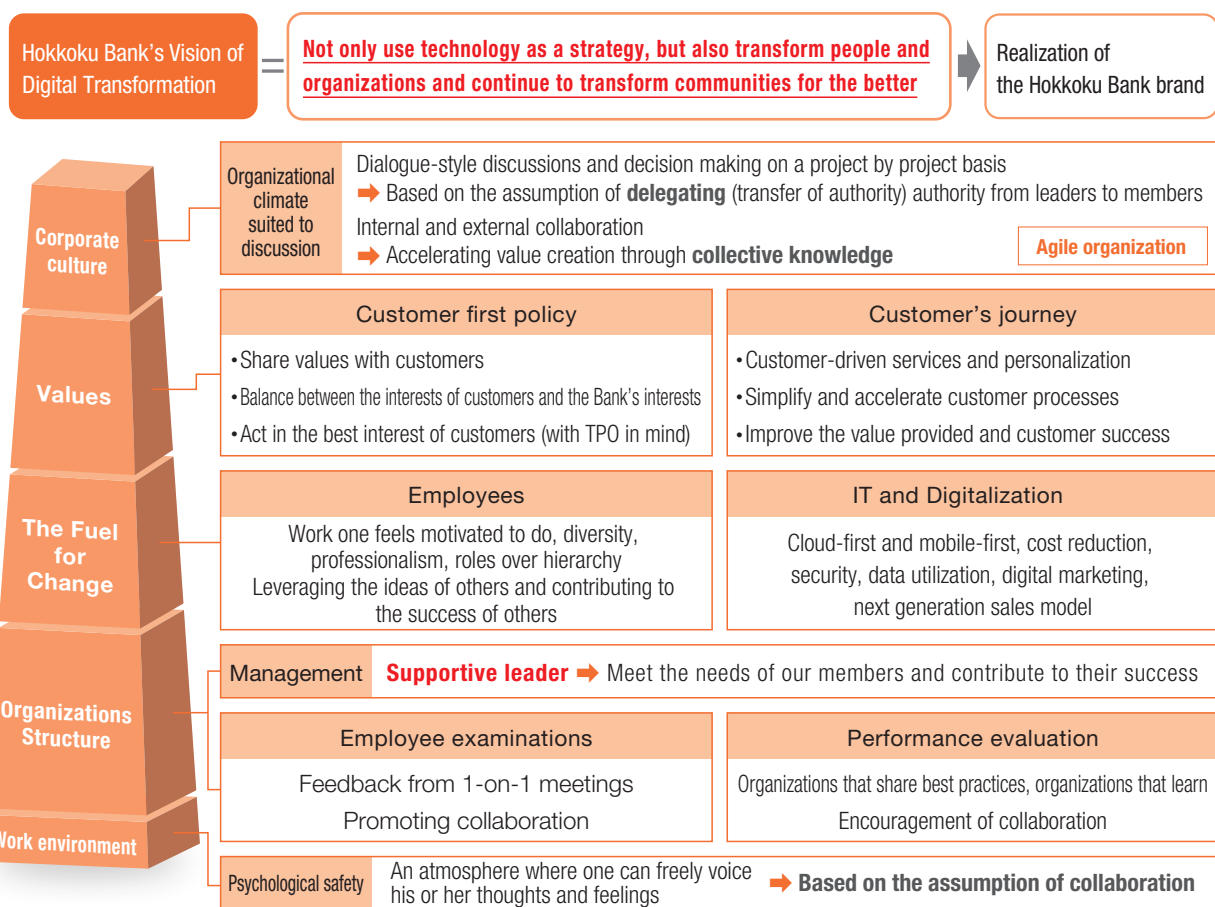 Hokkoku Bank's Vision of
Digital Transformation
=
Not only use technology as a strategy, but also transform people and
organizations and continue to transform communities for the better
Realization of
the Hokkoku Bank brand
Corporate
culture
Organizational
climate
suited to
discussion
Dialogue-style discussions and decision making on a project by project basis
➡ Based on the assumption of delegating (transfer of authority) authority from leaders to members
Internal and external collaboration
➡ Accelerating value creation through collective knowledge
Agile organization
Values
Customer first policy
•Share values with customers
•Balance between the interests of customers and the Bank's interests
•Act in the best interest of customers (with TPO in mind)
Customer's journey
•Customer-driven services and personalization
•Simplify and accelerate customer processes
•Improve the value provided and customer success
The Fuel
for
Change
Employees
Work one feels motivated to do, diversity,
professionalism, roles over hierarchy
Leveraging the ideas of others and contributing to
the success of others
IT and Digitalization
Cloud-first and mobile-first, cost reduction,
security, data utilization, digital marketing,
next generation sales model
Organizations
Structure
Management
Supportive leader ➡ Meet the needs of our members and contribute to their success
Employee examinations
Feedback from 1-on-1 meetings
Promoting collaboration
Performance evaluation
Organizations that share best practices, organizations that learn
Encouragement of collaboration
Work environment
Psychological safety
An atmosphere where one can freely voice
his or her thoughts and feelings
➡ Based on the assumption of collaboration